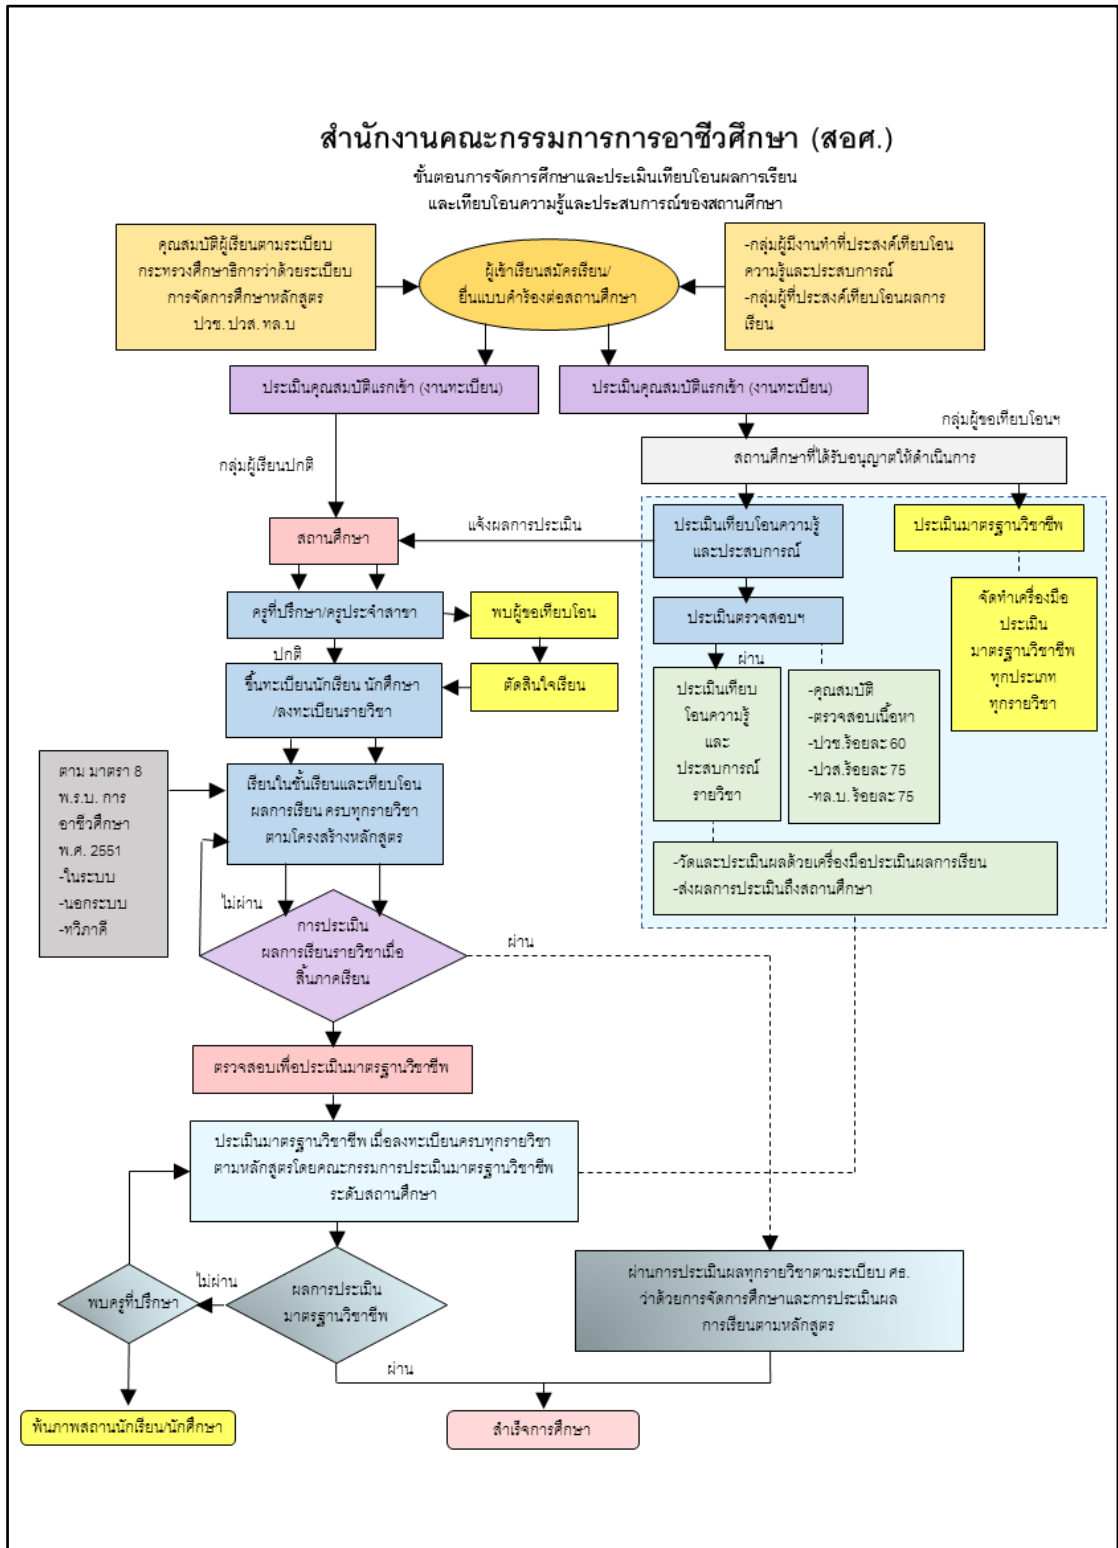 สำนักงานคณะกรรมการการอาชีวศึกษา (สอศ.)
ขั้นตอนการจัดการศึกษาและประเมินเทียบโอนผลการเรียน
และเทียบโอนความรู้และประสบการณ์ของสถานศึกษา
คุณสมบัติผู้เรียนตามระเบียบ
กระทรวงศึกษาธิการว่าด้วยระเบียบ
การจัดการศึกษาหลักสูตร
ปวช. ปวส. ทล.บ
ผู้เข้าเรียนสมัครเรียน/
ยื่นแบบคำร้องต่อสถานศึกษา
-กลุ่มผู้มีงานทำที่ประสงค์เทียบโอน
ความรู้และประสบการณ์
-กลุ่มผู้ที่ประสงค์เทียบโอนผลการ
เรียน
ประเมินคุณสมบัติแรกเข้า (งานทะเบียน)
ประเมินคุณสมบัติแรกเข้า (งานทะเบียน)
กลุ่มผู้ขอเทียบโอนฯ
กลุ่มผู้เรียนปกติ
สถานศึกษาที่ได้รับอนุญาตให้ดำเนินการ
สถานศึกษา
แจ้งผลการประเมิน
ประเมินเทียบโอนความรู้
และประสบการณ์
ประเมินมาตรฐานวิชาชีพ
ครูที่ปรึกษา/ครูประจำสาขา
พบผู้ขอเทียบโอน
ประเมินตรวจสอบฯ
จัดทำเครื่องมือ
ประเมิน
มาตรฐานวิชาชีพ
ทุกประเภท
ทุกรายวิชา
ปกติ
ผ่าน
ขึ้นทะเบียนนักเรียน นักศึกษา
/ลงทะเบียนรายวิชา
ตัดสินใจเรียน
ประเมินเทียบ
โอนความรู้
และ
ประสบการณ์
รายวิชา
-คุณสมบัติ
-ตรวจสอบเนื้อหา
-ปวช.ร้อยละ 60
-ปวส.ร้อยละ 75
-ทล.บ.ร้อยละ 75
ตาม มาตรา 8
พ.ร.บ. การ
อาชีวศึกษา
พ.ศ. 2551
-ในระบบ
-นอกระบบ
-ทวิภาคี
เรียนในชั้นเรียนและเทียบโอน
ผลการเรียน ครบทุกรายวิชา
ตามโครงสร้างหลักสูตร
-วัดและประเมินผลด้วยเครื่องมือประเมินผลการเรียน
-ส่งผลการประเมินถึงสถานศึกษา
ไม่ผ่าน
การประเมิน
ผลการเรียนรายวิชาเมื่อ
สิ้นภาคเรียน
ผ่าน
ตรวจสอบเพื่อประเมินมาตรฐานวิชาชีพ
ประเมินมาตรฐานวิชาชีพ เมื่อลงทะเบียนครบทุกรายวิชา
ตามหลักสูตรโดยคณะกรรมการประเมินมาตรฐานวิชาชีพ
ระดับสถานศึกษา
พบครูที่ปรึกษา
ไม่ผ่าน
ผลการประเมิน
มาตรฐานวิชาชีพ
ผ่านการประเมินผลทุกรายวิชาตามระเบียบ ศธ.
ว่าด้วยการจัดการศึกษาและการประเมินผล
การเรียนตามหลักสูตร
ผ่าน
พ้นภาพสถานนักเรียน/นักศึกษา
สำเร็จการศึกษา